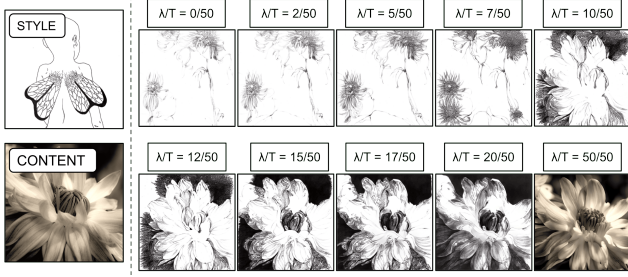 STYLE
λ/T = 0/50
λ/T = 2/50
λ/T = 5/50
λ/T = 7/50
λ/T = 10/50
CONTENT
λ/T = 12/50
λ/T = 15/50
λ/T = 17/50
λ/T = 20/50
λ/T = 50/50